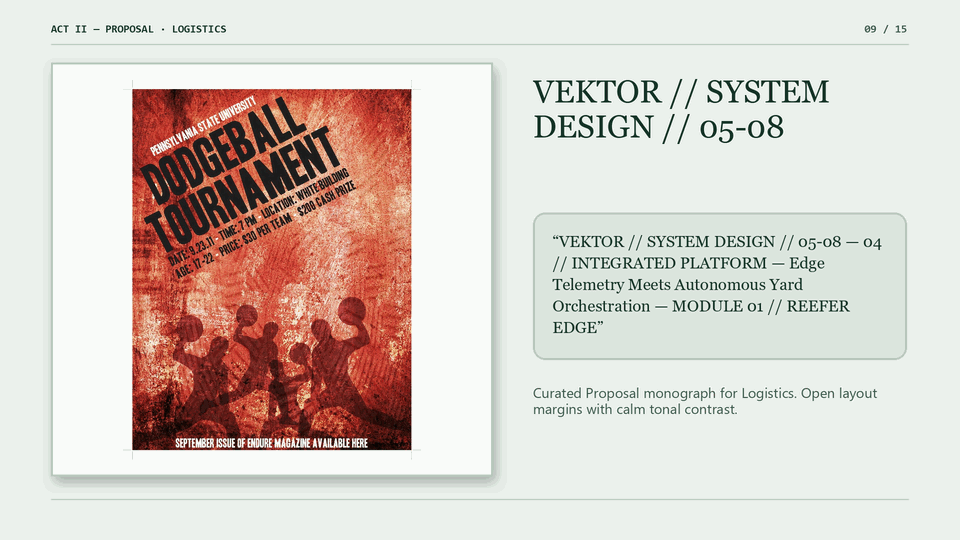 ACT II — PROPOSAL · LOGISTICS
09 / 15
PENNSYLVANIA STATE UNIVERSITY
DODGEBALL
TOURNAMENT
DATE: 9.23.11 - TIME: 7 PM - LOCATION: WHITE BUILDING
AGE: 17-22 - PRICE: $30 PER TEAM - $200 CASH PRIZE
SEPTEMBER ISSUE OF ENDURE MAGAZINE AVAILABLE HERE
VEKTOR // SYSTEM
DESIGN // 05-08
“VEKTOR // SYSTEM DESIGN // 05-08 — 04
// INTEGRATED PLATFORM — Edge
Telemetry Meets Autonomous Yard
Orchestration — MODULE 01 // REEFER
EDGE”
Curated Proposal monograph for Logistics. Open layout
margins with calm tonal contrast.